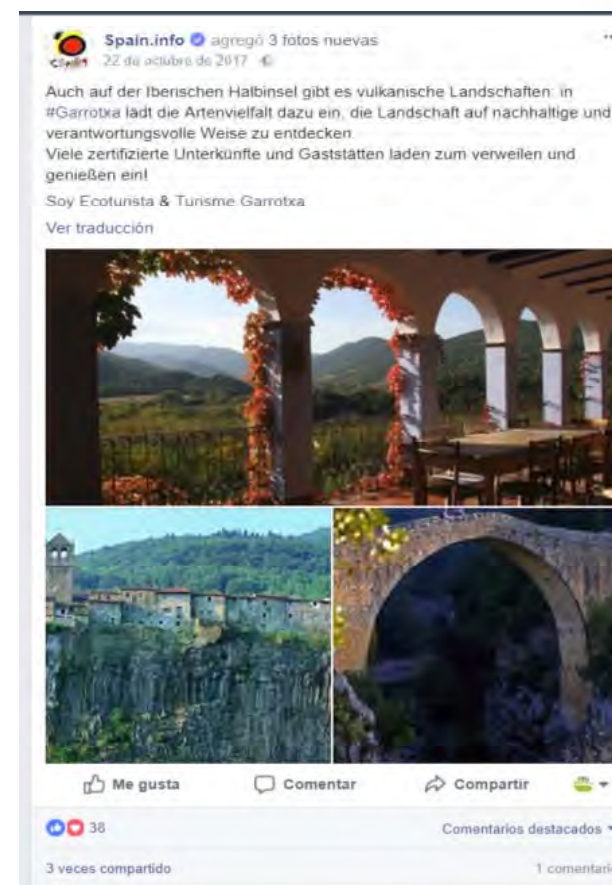 Spain.info agregó 3 fotos nuevas
22 de octubre de 2017
Auch auf der Iberischen Halbinsel gibt es vulkanische Landschaften: in
#Garrotxa lädt die Artenvielfalt dazu ein, die Landschaft auf nachhaltige und
verantwortungsvolle Weise zu entdecken.
Viele zertifizierte Unterkünfte und Gaststätten laden zum verweilen und
genießen ein!
Soy Ecoturista & Turisme Garrotxa
Ver traducción
Me gusta Comentar Compartir
38 Comentarios destacados
3 veces compartido 1 comentario